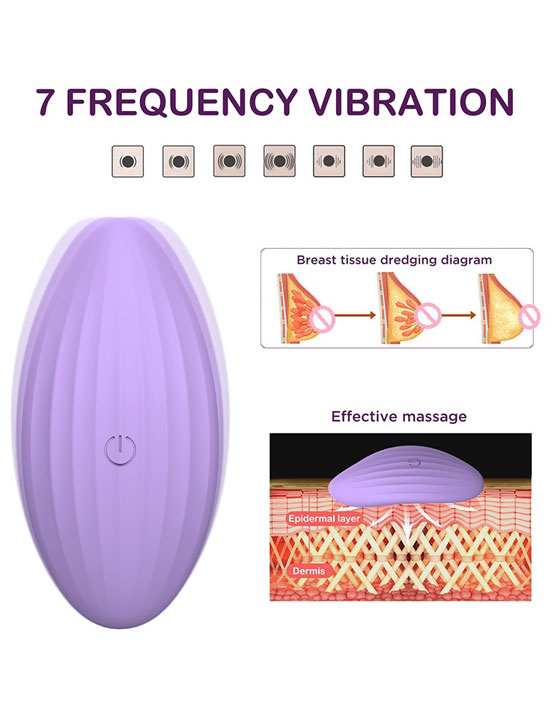 7 FREQUENCY VIBRATION
Breast tissue dredging diagram
Effective massage
Epidermal layer
Dermis